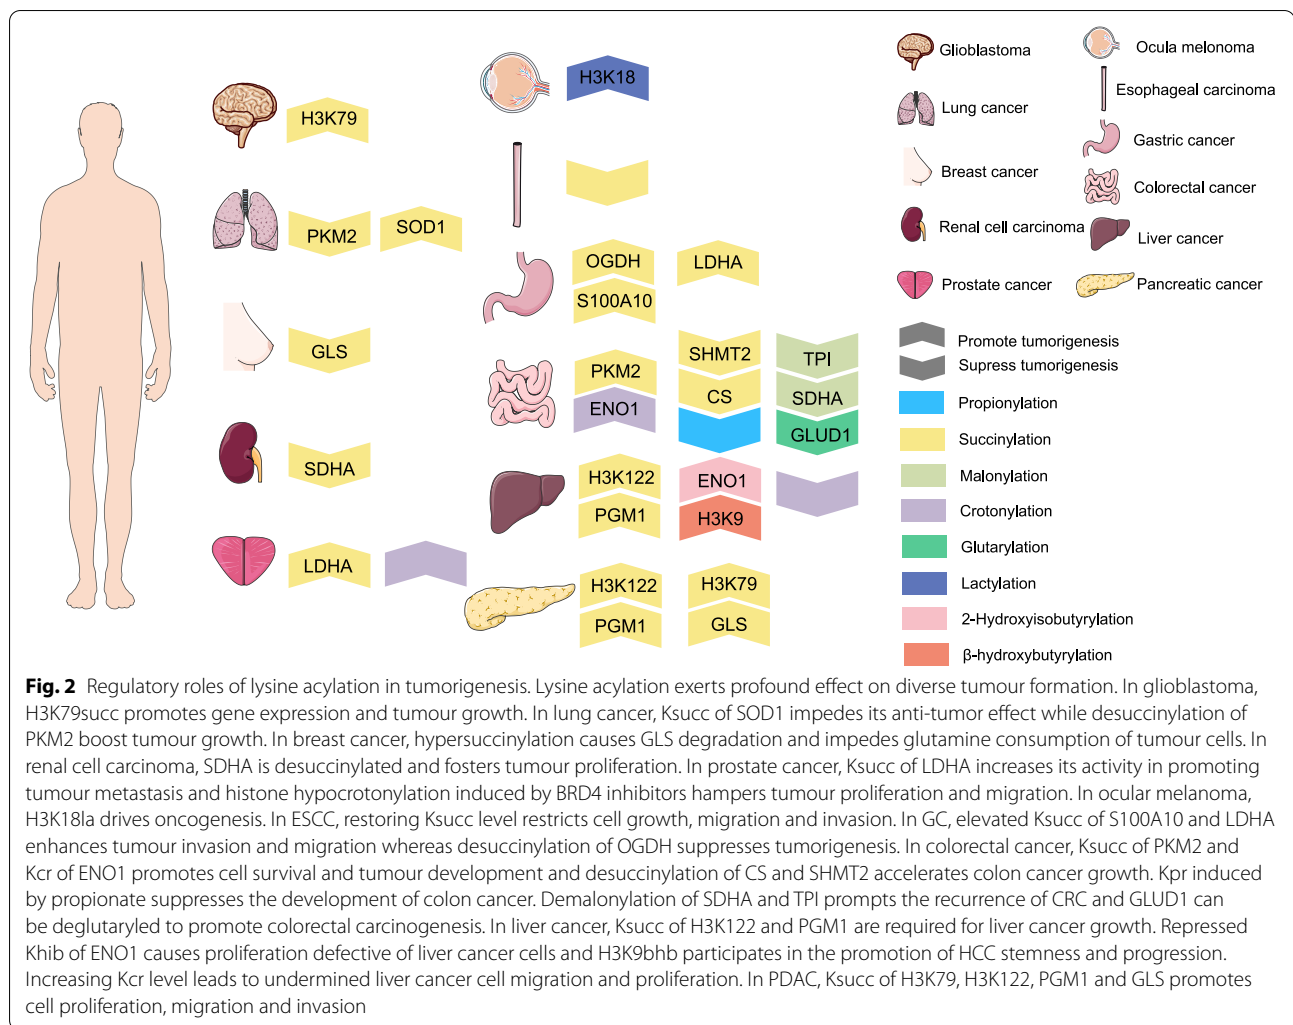 H3K79
PKM2
SOD1
GLS
SDHA
LDHA
H3K18
OGDH
LDHA
S100A10
PKM2
ENO1
SHMT2
CS
TPI
SDHA
GLUD1
H3K122
PGM1
ENO1
H3K9
H3K122
PGM1
H3K79
GLS
Glioblastoma
Lung cancer
Breast cancer
Renal cell carcinoma
Prostate cancer
Ocula melonoma
Esophageal carcinoma
Gastric cancer
Colorectal cancer
Liver cancer
Pancreatic cancer
Promote tumorigenesis
Supress tumorigenesis
Propionylation
Succinylation
Malonylation
Crotonylation
Glutarylation
Lactylation
2-Hydroxyisobutyrylation
β-hydroxybutyrylation
Fig. 2 Regulatory roles of lysine acylation in tumorigenesis. Lysine acylation exerts profound effect on diverse tumour formation. In glioblastoma,
H3K79succ promotes gene expression and tumour growth. In lung cancer, Ksucc of SOD1 impedes its anti-tumor effect while desuccinylation of
PKM2 boost tumour growth. In breast cancer, hypersuccinylation causes GLS degradation and impedes glutamine consumption of tumour cells. In
renal cell carcinoma, SDHA is desuccinylated and fosters tumour proliferation. In prostate cancer, Ksucc of LDHA increases its activity in promoting
tumour metastasis and histone hypocrotonylation induced by BRD4 inhibitors hampers tumour proliferation and migration. In ocular melanoma,
H3K18la drives oncogenesis. In ESCC, restoring Ksucc level restricts cell growth, migration and invasion. In GC, elevated Ksucc of S100A10 and LDHA
enhances tumour invasion and migration whereas desuccinylation of OGDH suppresses tumorigenesis. In colorectal cancer, Ksucc of PKM2 and
Kcr of ENO1 promotes cell survival and tumour development and desuccinylation of CS and SHMT2 accelerates colon cancer growth. Kpr induced
by propionate suppresses the development of colon cancer. Demalonylation of SDHA and TPI prompts the recurrence of CRC and GLUD1 can
be deglutaryled to promote colorectal carcinogenesis. In liver cancer, Ksucc of H3K122 and PGM1 are required for liver cancer growth. Repressed
Khib of ENO1 causes proliferation defective of liver cancer cells and H3K9bhb participates in the promotion of HCC stemness and progression.
Increasing Kcr level leads to undermined liver cancer cell migration and proliferation. In PDAC, Ksucc of H3K79, H3K122, PGM1 and GLS promotes
cell proliferation, migration and invasion